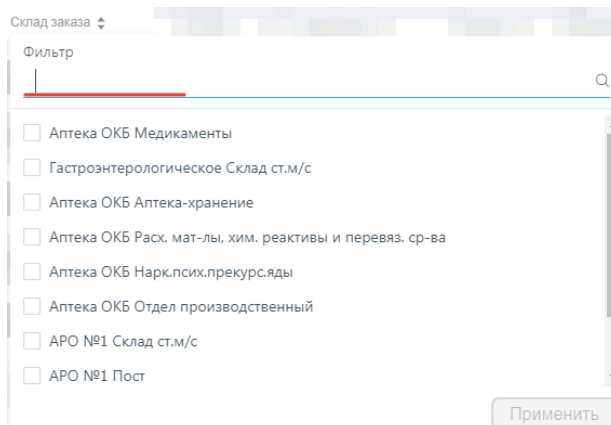 Склад заказа
Фильтр
Аптека ОКБ Медикаменты
Гастроэнтерологическое Склад ст.м/с
Аптека ОКБ Аптека-хранение
Аптека ОКБ Расх. мат-лы, хим. реактивы и перевяз. ср-ва
Аптека ОКБ Нарк.псих.прекурс.яды
Аптека ОКБ Отдел производственный
АРО №1 Склад ст.м/с
АРО №1 Пост
Применить